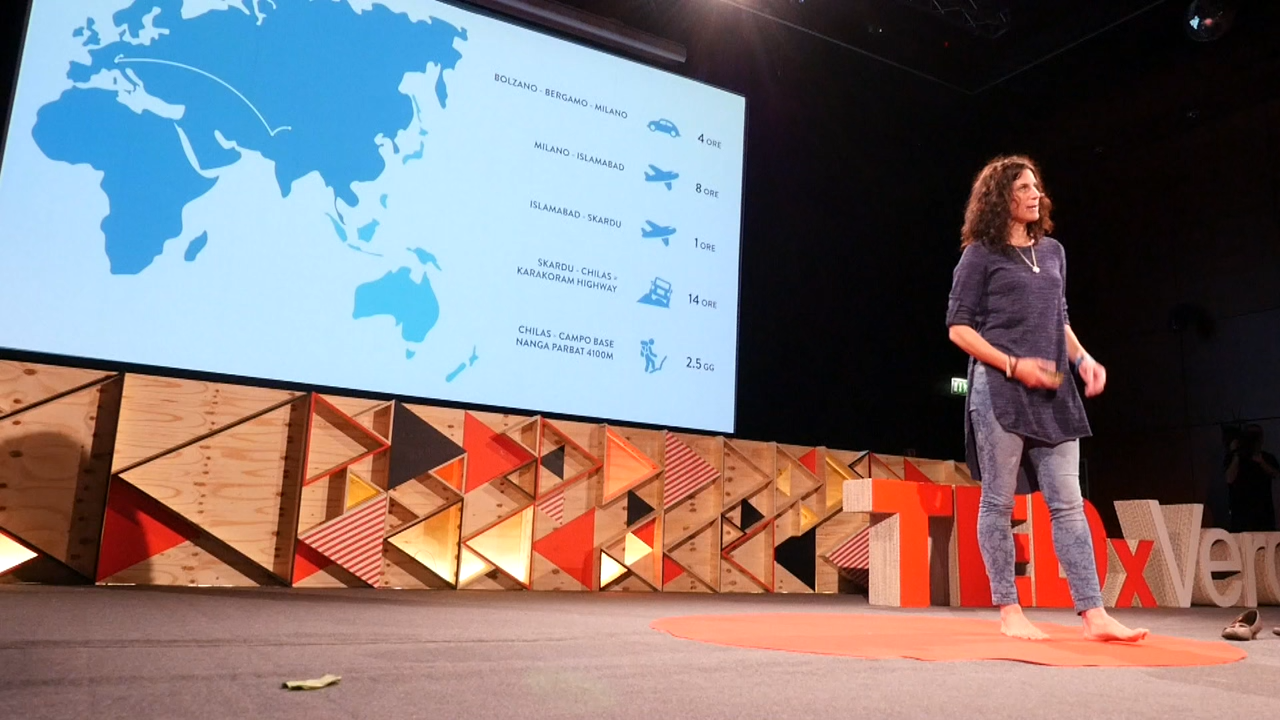 BOLZANO - BERGAMO - MILANO
4 ORE
MILANO - ISLAMABAD
8 ORE
ISLAMABAD - SKARDU
1 ORE
SKARDU - CHILAS *
KARAKORAM HIGHWAY
14 ORE
CHILAS - CAMPO BASE
NANGA PARBAT 4100M
2.5 GG
TEDxVero